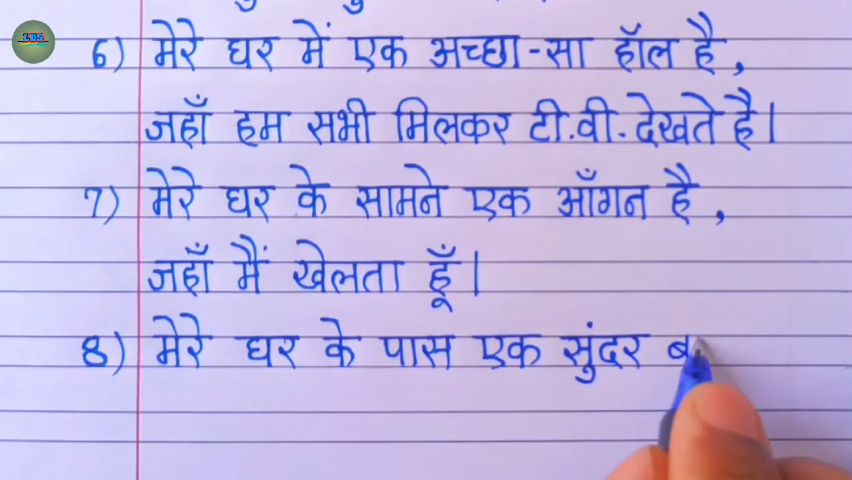 6) मेरे घर में एक अच्छा-सा हॉल है,
जहाँ हम सभी मिलकर टी.वी. देखते है।
7) मेरे घर के सामने एक आँगन है,
जहाँ मैं खेलता हूँ।
8) मेरे घर के पास एक सुंदर ब